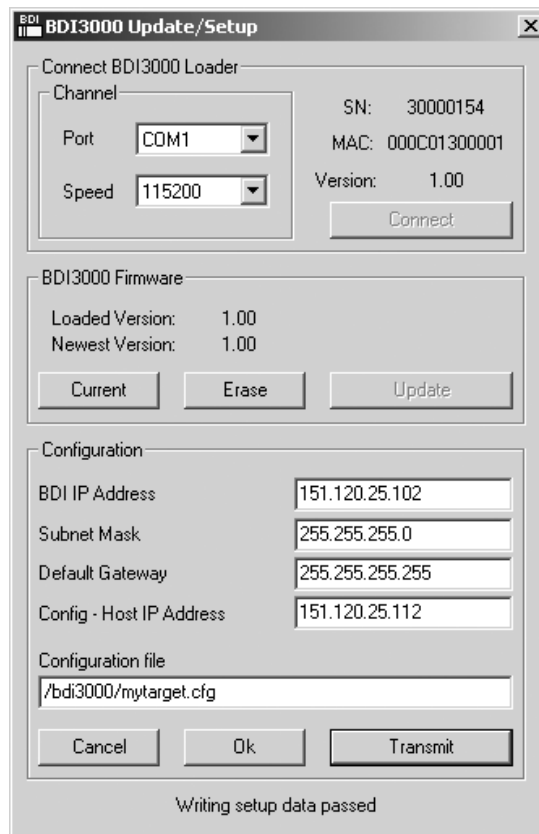 BDI
BDI3000 Update/Setup
Connect BDI3000 Loader
Channel
Port COM1
Speed 115200
SN: 30000154
MAC: 000C01300001
Version: 1.00
Connect
BDI3000 Firmware
Loaded Version: 1.00
Newest Version: 1.00
Current Erase Update
Configuration
BDI IP Address 151.120.25.102
Subnet Mask 255.255.255.0
Default Gateway 255.255.255.255
Config - Host IP Address 151.120.25.112
Configuration file
/bdi3000/mytarget.cfg
Cancel Ok Transmit
Writing setup data passed